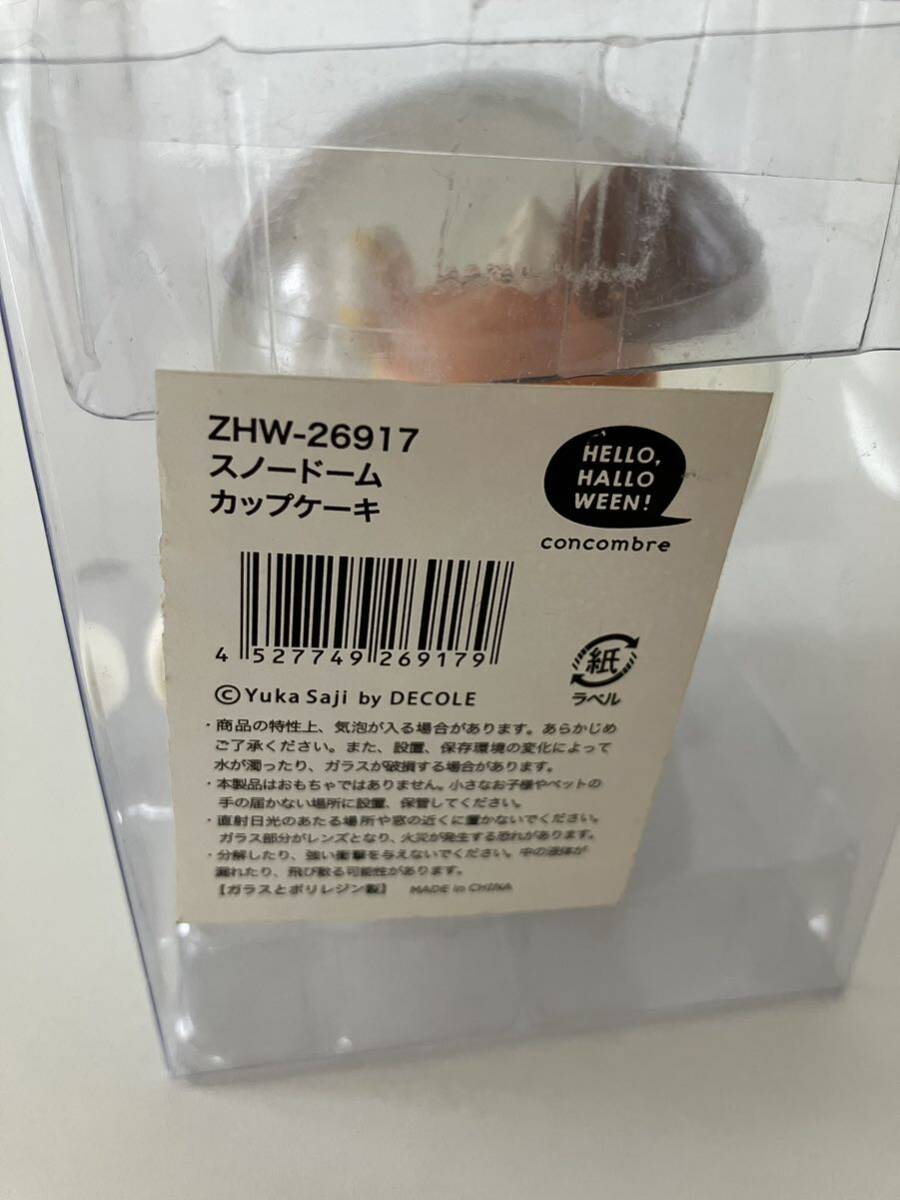 ZHW-26917
スノードーム
カップケーキ
HELLO,
HALLO
WEEN!
concombre
4 527749 269179
紙
ラベル
©Yuka Saji by DECOLE
・商品の特性上、気泡が入る場合があります。あらかじめ
ご了承ください。また、設置、保存環境の変化によって
水が濁ったり、ガラスが破損する場合があります。
・本製品はおもちゃではありません。小さなお子様やペットの
手の届かない場所に設置、保管してください。
・直射日光のあたる場所や窓の近くに置かないでください。
ガラス部分がレンズとなり、火災が発生する恐れがあります。
・分解したり、強い衝撃を与えないでください。中の液体が
漏れたり、飛び散る可能性があります。
【ガラスとポリレジン製】 MADE in CHINA